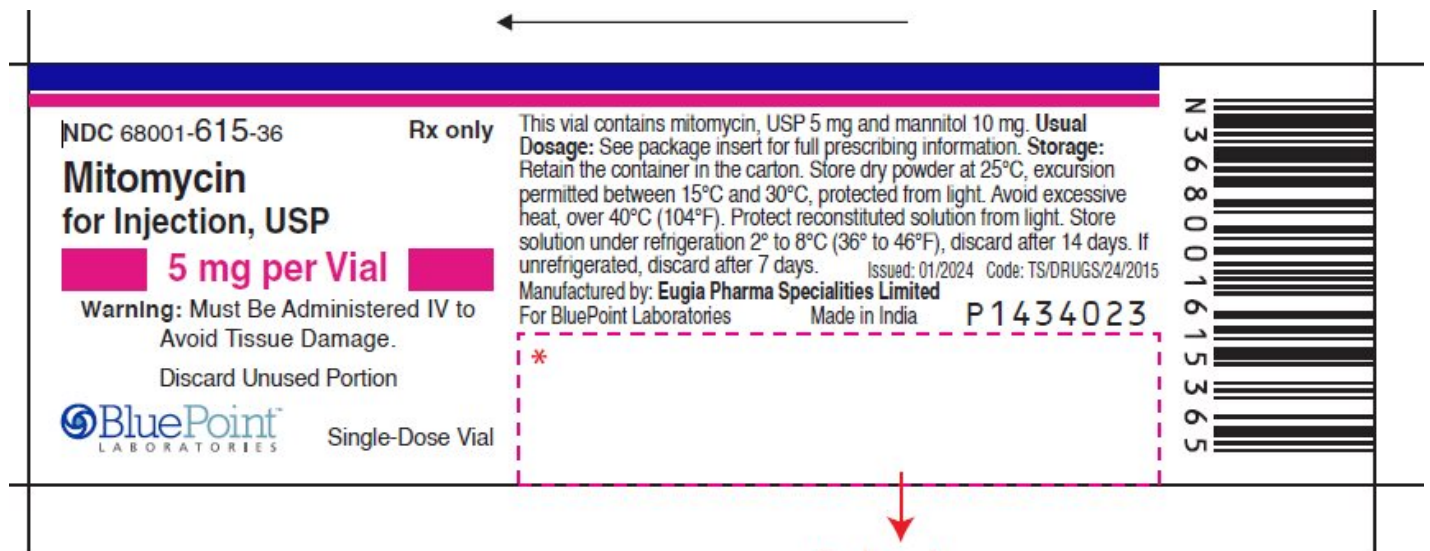 NDC 68001-615-36
Rx only
Mitomycin
for Injection, USP
5 mg per Vial
Warning: Must Be Administered IV to
Avoid Tissue Damage.
Discard Unused Portion
BluePoint™
LABORATORIES
Single-Dose Vial
This vial contains mitomycin, USP 5 mg and mannitol 10 mg. Usual
Dosage: See package insert for full prescribing information. Storage:
Retain the container in the carton. Store dry powder at 25°C, excursion
permitted between 15°C and 30°C, protected from light. Avoid excessive
heat, over 40°C (104°F). Protect reconstituted solution from light. Store
solution under refrigeration 2° to 8°C (36° to 46°F), discard after 14 days. If
unrefrigerated, discard after 7 days. Issued: 01/2024 Code: TS/DRUGS/24/2015
Manufactured by: Eugia Pharma Specialities Limited
For BluePoint Laboratories Made in India P1434023
*
N 3 6 8 0 0 1 6 1 5 3 6 5